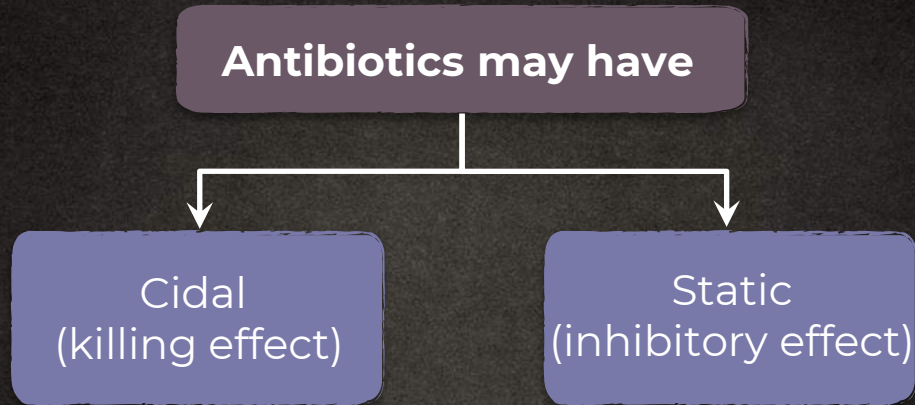 Antibiotics may have
Cidal
(killing effect)
Static
(inhibitory effect)